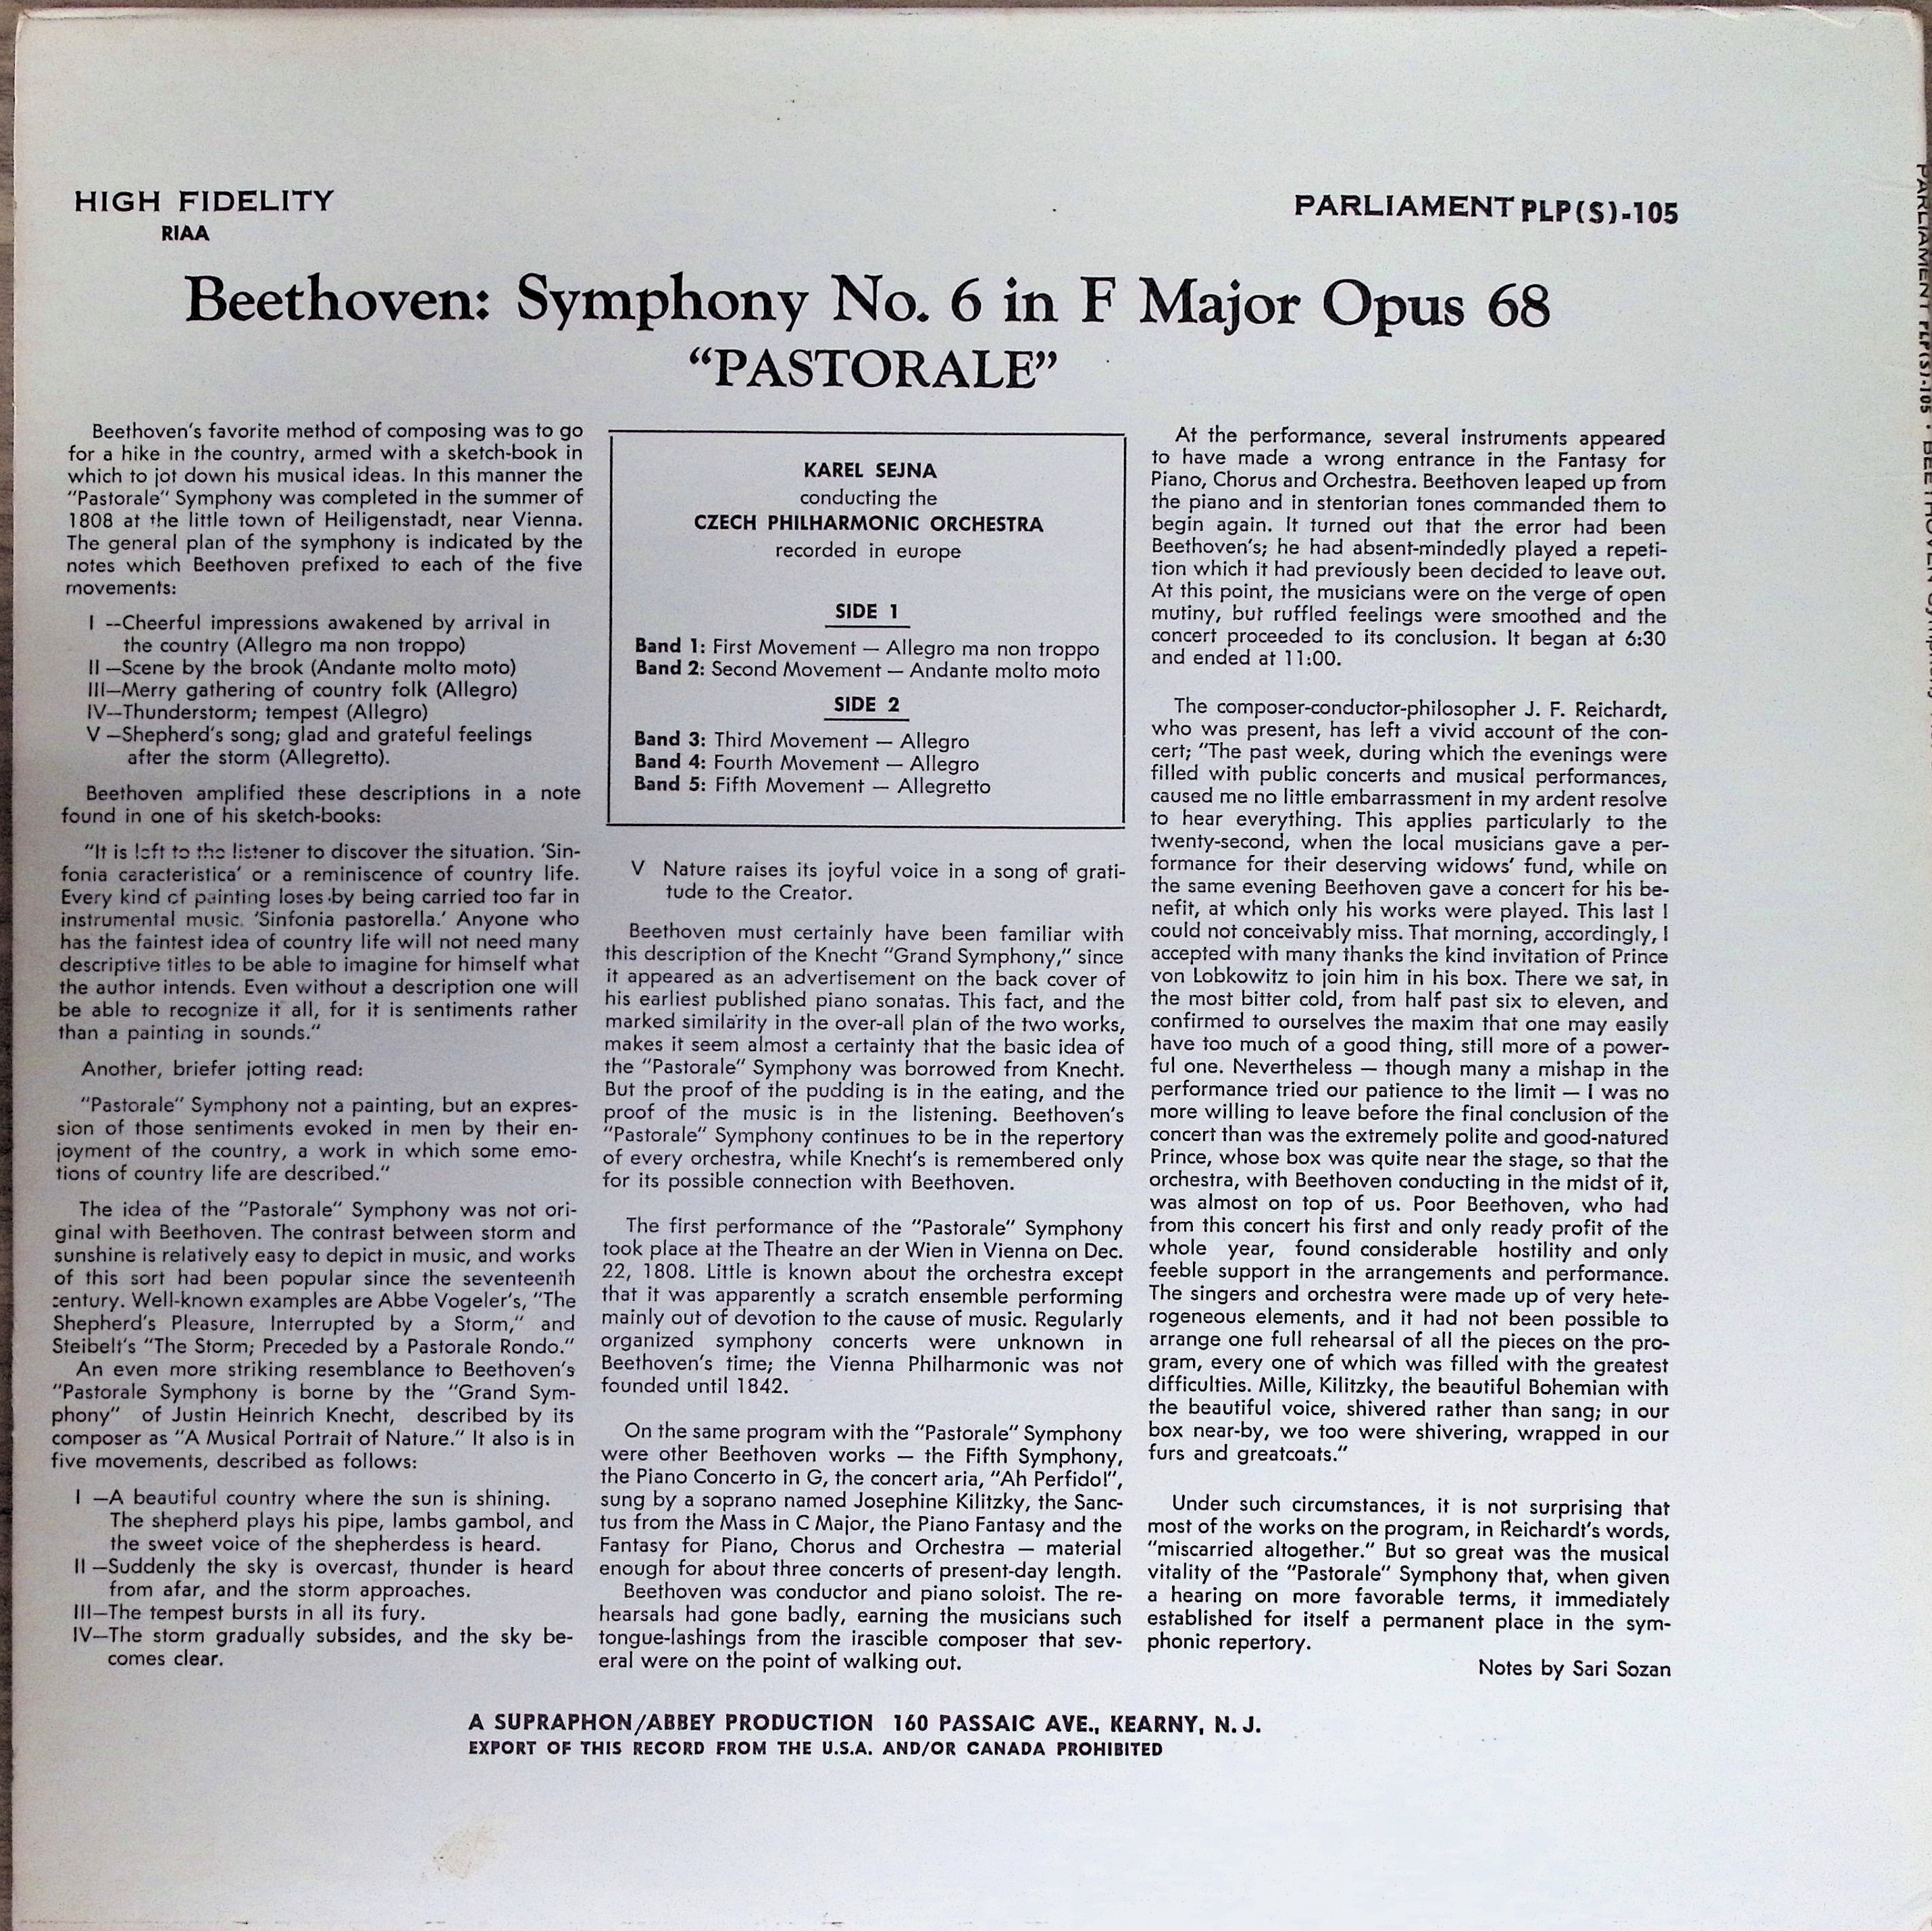 HIGH FIDELITY
RIAA
PARLIAMENT PLP(S)-105
Beethoven: Symphony No. 6 in F Major Opus 68
“PASTORALE”
Beethoven's favorite method of composing was to go
for a hike in the country, armed with a sketch-book in
which to jot down his musical ideas. In this manner the
"Pastorale" Symphony was completed in the summer of
1808 at the little town of Heiligenstadt, near Vienna.
The general plan of the symphony is indicated by the
notes which Beethoven prefixed to each of the five
movements:
I --Cheerful impressions awakened by arrival in
the country (Allegro ma non troppo)
II —Scene by the brook (Andante molto moto)
III—Merry gathering of country folk (Allegro)
IV—Thunderstorm; tempest (Allegro)
V —Shepherd's song; glad and grateful feelings
after the storm (Allegretto).
Beethoven amplified these descriptions in a note
found in one of his sketch-books:
"It is left to the listener to discover the situation. 'Sin-
fonia caracteristica' or a reminiscence of country life.
Every kind of painting loses by being carried too far in
instrumental music. 'Sinfonia pastorella.' Anyone who
has the faintest idea of country life will not need many
descriptive titles to be able to imagine for himself what
the author intends. Even without a description one will
be able to recognize it all, for it is sentiments rather
than a painting in sounds."
Another, briefer jotting read:
"Pastorale" Symphony not a painting, but an expres-
sion of those sentiments evoked in men by their en-
joyment of the country, a work in which some emo-
tions of country life are described."
The idea of the "Pastorale" Symphony was not ori-
ginal with Beethoven. The contrast between storm and
sunshine is relatively easy to depict in music, and works
of this sort had been popular since the seventeenth
century. Well-known examples are Abbe Vogeler's, "The
Shepherd's Pleasure, Interrupted by a Storm," and
Steibelt's "The Storm; Preceded by a Pastorale Rondo."
An even more striking resemblance to Beethoven's
"Pastorale Symphony is borne by the "Grand Sym-
phony" of Justin Heinrich Knecht, described by its
composer as "A Musical Portrait of Nature." It also is in
five movements, described as follows:
I —A beautiful country where the sun is shining.
The shepherd plays his pipe, lambs gambol, and
the sweet voice of the shepherdess is heard.
II —Suddenly the sky is overcast, thunder is heard
from afar, and the storm approaches.
III—The tempest bursts in all its fury.
IV—The storm gradually subsides, and the sky be-
comes clear.
KAREL SEJNA
conducting the
CZECH PHILHARMONIC ORCHESTRA
recorded in europe
SIDE 1
Band 1: First Movement — Allegro ma non troppo
Band 2: Second Movement — Andante molto moto
SIDE 2
Band 3: Third Movement — Allegro
Band 4: Fourth Movement — Allegro
Band 5: Fifth Movement — Allegretto
V Nature raises its joyful voice in a song of grati-
tude to the Creator.
Beethoven must certainly have been familiar with
this description of the Knecht "Grand Symphony," since
it appeared as an advertisement on the back cover of
his earliest published piano sonatas. This fact, and the
marked similarity in the over-all plan of the two works,
makes it seem almost a certainty that the basic idea of
the "Pastorale" Symphony was borrowed from Knecht.
But the proof of the pudding is in the eating, and the
proof of the music is in the listening. Beethoven's
"Pastorale" Symphony continues to be in the repertory
of every orchestra, while Knecht's is remembered only
for its possible connection with Beethoven.
The first performance of the "Pastorale" Symphony
took place at the Theatre an der Wien in Vienna on Dec.
22, 1808. Little is known about the orchestra except
that it was apparently a scratch ensemble performing
mainly out of devotion to the cause of music. Regularly
organized symphony concerts were unknown in
Beethoven's time; the Vienna Philharmonic was not
founded until 1842.
On the same program with the "Pastorale" Symphony
were other Beethoven works — the Fifth Symphony,
the Piano Concerto in G, the concert aria, "Ah Perfido!",
sung by a soprano named Josephine Kilitzky, the Sanc-
tus from the Mass in C Major, the Piano Fantasy and the
Fantasy for Piano, Chorus and Orchestra — material
enough for about three concerts of present-day length.
Beethoven was conductor and piano soloist. The re-
hearsals had gone badly, earning the musicians such
tongue-lashings from the irascible composer that sev-
eral were on the point of walking out.
At the performance, several instruments appeared
to have made a wrong entrance in the Fantasy for
Piano, Chorus and Orchestra. Beethoven leaped up from
the piano and in stentorian tones commanded them to
begin again. It turned out that the error had been
Beethoven's; he had absent-mindedly played a repeti-
tion which it had previously been decided to leave out.
At this point, the musicians were on the verge of open
mutiny, but ruffled feelings were smoothed and the
concert proceeded to its conclusion. It began at 6:30
and ended at 11:00.
The composer-conductor-philosopher J. F. Reichardt,
who was present, has left a vivid account of the con-
cert; "The past week, during which the evenings were
filled with public concerts and musical performances,
caused me no little embarrassment in my ardent resolve
to hear everything. This applies particularly to the
twenty-second, when the local musicians gave a per-
formance for their deserving widows' fund, while on
the same evening Beethoven gave a concert for his be-
nefit, at which only his works were played. This last I
could not conceivably miss. That morning, accordingly, I
accepted with many thanks the kind invitation of Prince
von Lobkowitz to join him in his box. There we sat, in
the most bitter cold, from half past six to eleven, and
confirmed to ourselves the maxim that one may easily
have too much of a good thing, still more of a power-
ful one. Nevertheless — though many a mishap in the
performance tried our patience to the limit — I was no
more willing to leave before the final conclusion of the
concert than was the extremely polite and good-natured
Prince, whose box was quite near the stage, so that the
orchestra, with Beethoven conducting in the midst of it,
was almost on top of us. Poor Beethoven, who had
from this concert his first and only ready profit of the
whole year, found considerable hostility and only
feeble support in the arrangements and performance.
The singers and orchestra were made up of very hete-
rogeneous elements, and it had not been possible to
arrange one full rehearsal of all the pieces on the pro-
gram, every one of which was filled with the greatest
difficulties. Mille, Kilitzky, the beautiful Bohemian with
the beautiful voice, shivered rather than sang; in our
box near-by, we too were shivering, wrapped in our
furs and greatcoats."
Under such circumstances, it is not surprising that
most of the works on the program, in Reichardt's words,
"miscarried altogether." But so great was the musical
vitality of the "Pastorale" Symphony that, when given
a hearing on more favorable terms, it immediately
established for itself a permanent place in the sym-
phonic repertory.
Notes by Sari Sozan
A SUPRAPHON/ABBEY PRODUCTION 160 PASSAIC AVE., KEARNY, N. J.
EXPORT OF THIS RECORD FROM THE U.S.A. AND/OR CANADA PROHIBITED
PARLIAMENT PLP(S)-105